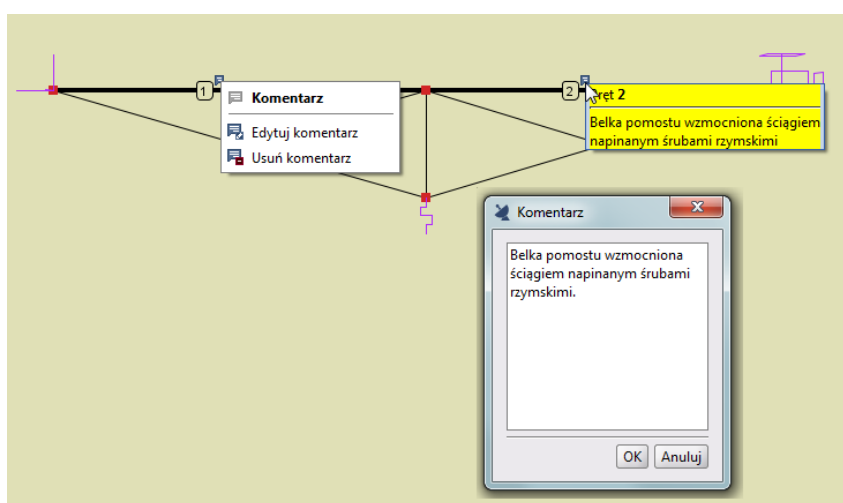 1
Komentarz
Edytuj komentarz
Usuń komentarz
2
ręt 2
Belka pomostu wzmocniona ściągiem
napinanym śrubami rzymskimi
Komentarz
Belka pomostu wzmocniona
ściągiem napinanym śrubami
rzymskimi.
OK Anuluj